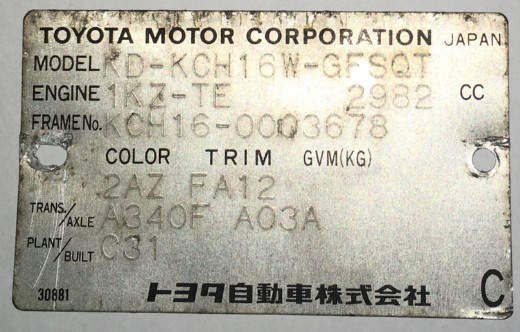 TOYOTA MOTOR CORPORATION JAPAN
MODEL KD-KCH16W-GFSQT
ENGINE 1KZ-TE 2982 CC
FRAME No. KCH16-0003678
COLOR TRIM GVM(KG)
2AZ FA12
TRANS./AXLE A340F A03A
PLANT/BUILT C31
30881 トヨタ自動車株式会社 C